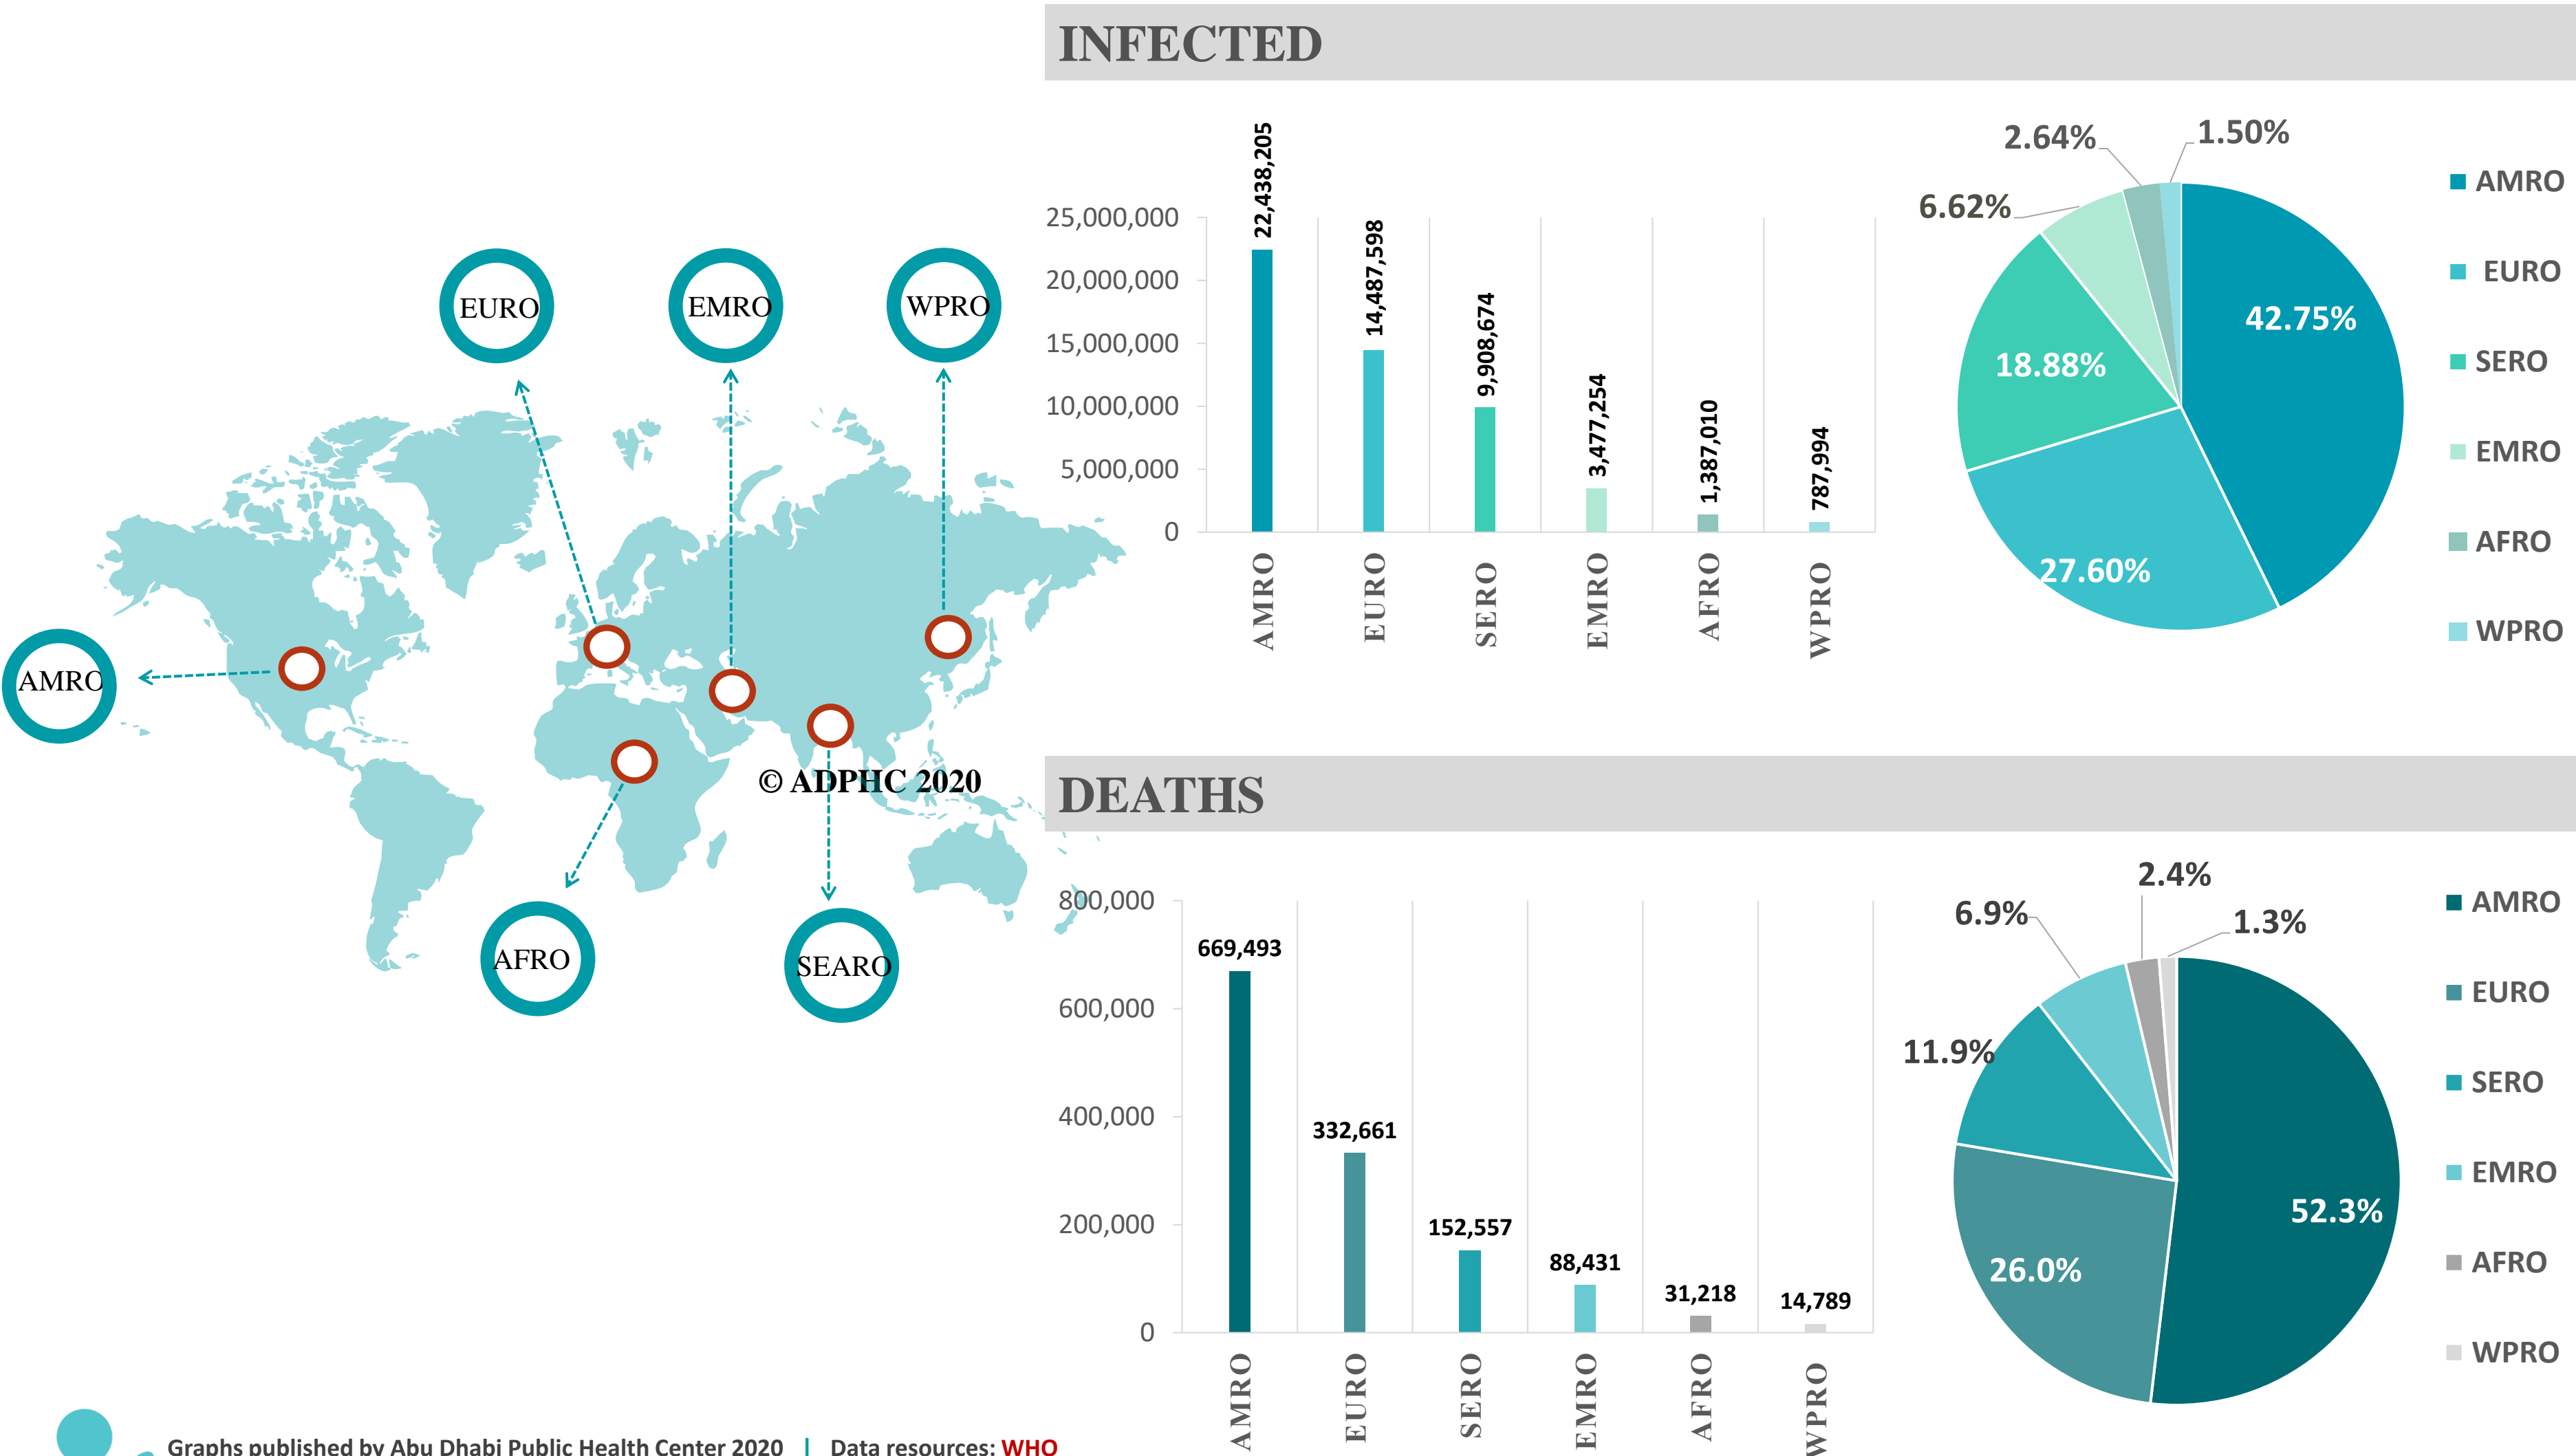 INFECTED
22,438,205
14,487,598
9,908,674
3,477,254
1,387,010
787,994
25,000,000
20,000,000
15,000,000
10,000,000
5,000,000
0
AMRO
EURO
SERO
EMRO
AFRO
WPRO
2.64%
1.50%
6.62%
42.75%
18.88%
27.60%
AMRO
EURO
SERO
EMRO
AFRO
WPRO
EURO
EMRO
WPRO
AMRO
© ADPHC 2020
AFRO
SEARO
DEATHS
800,000
600,000
400,000
200,000
0
669,493
332,661
152,557
88,431
31,218
14,789
AMRO
EURO
SERO
EMRO
AFRO
WPRO
2.4%
6.9%
1.3%
11.9%
52.3%
26.0%
AMRO
EURO
SERO
EMRO
AFRO
WPRO
Graphs published by Abu Dhabi Public Health Center 2020 | Data resources: WHO